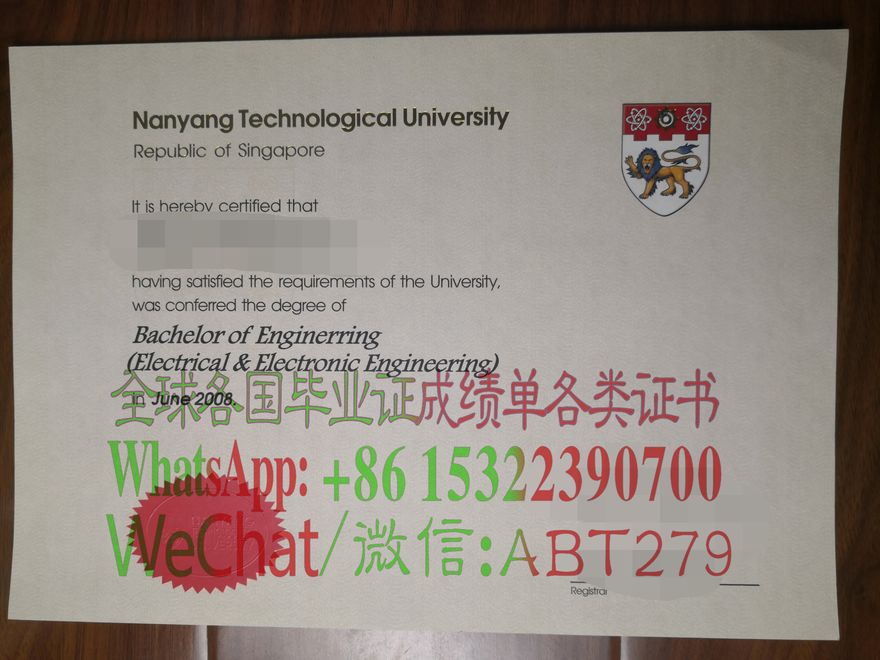 Nanyang Technological University
Republic of Singapore
It is hereby certified that
having satisfied the requirements of the University,
was conferred the degree of
Bachelor of Enginerring
(Electrical & Electronic Engineering)
全球各国毕业证成绩单各类证书
in June 2008.
WhatsApp: +86 15322390700
WeChat/微信:ABT279
Registrar